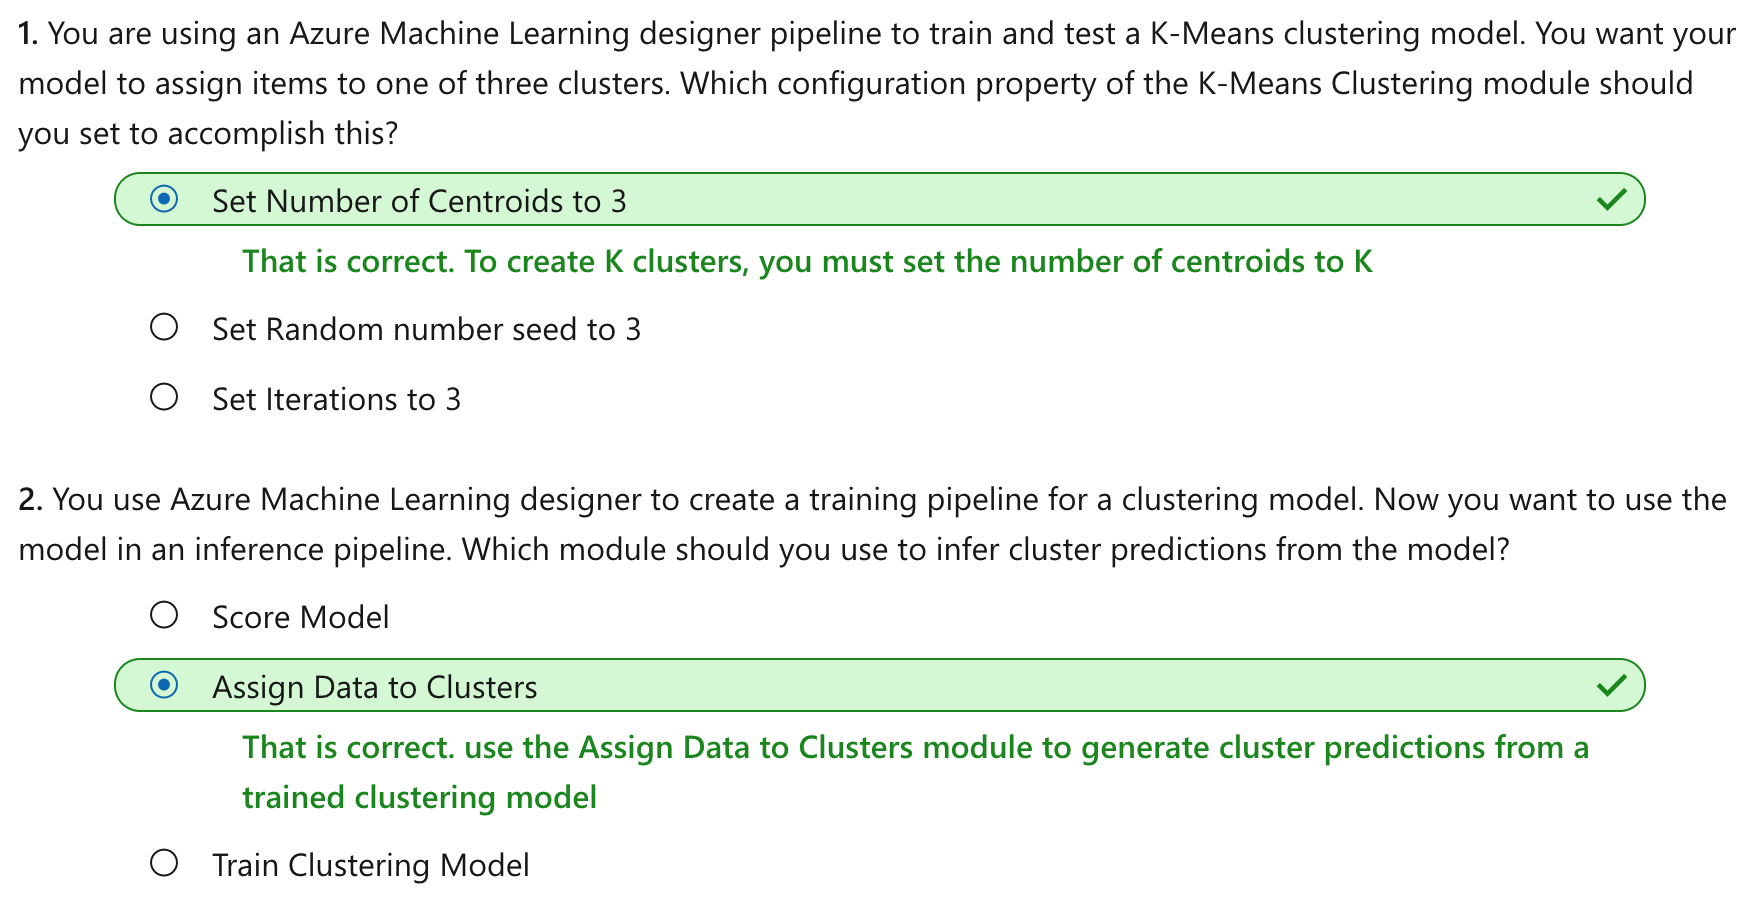 1. You are using an Azure Machine Learning designer pipeline to train and test a K-Means clustering model. You want your
model to assign items to one of three clusters. Which configuration property of the K-Means Clustering module should
you set to accomplish this?
Set Number of Centroids to 3
That is correct. To create K clusters, you must set the number of centroids to K
Set Random number seed to 3
Set Iterations to 3
2. You use Azure Machine Learning designer to create a training pipeline for a clustering model. Now you want to use the
model in an inference pipeline. Which module should you use to infer cluster predictions from the model?
Score Model
Assign Data to Clusters
That is correct. use the Assign Data to Clusters module to generate cluster predictions from a
trained clustering model
Train Clustering Model